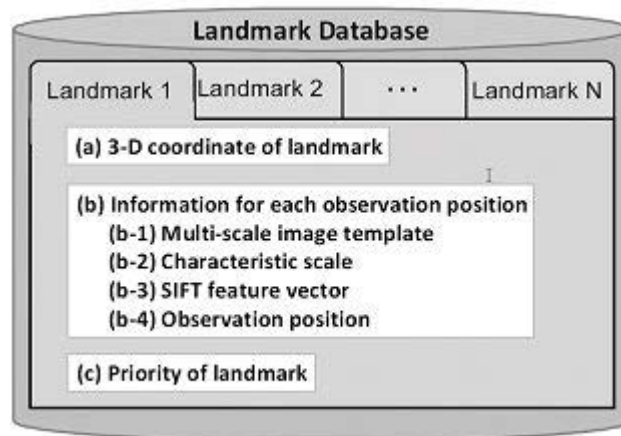 Landmark Database
Landmark 1 Landmark 2 ... Landmark N
(a) 3-D coordinate of landmark
(b) Information for each observation position
(b-1) Multi-scale image template
(b-2) Characteristic scale
(b-3) SIFT feature vector
(b-4) Observation position
(c) Priority of landmark